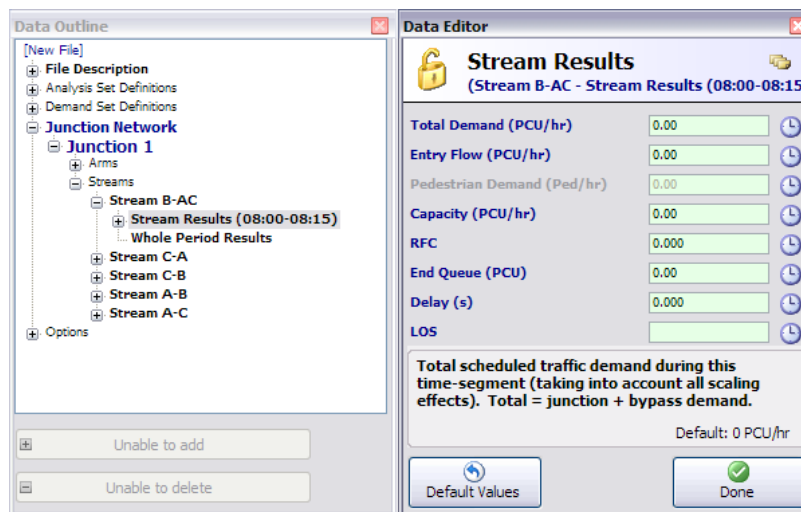 Data Outline
[New File]
File Description
Analysis Set Definitions
Demand Set Definitions
Junction Network
Junction 1
Arms
Streams
Stream B-AC
Stream Results (08:00-08:15)
Whole Period Results
Stream C-A
Stream C-B
Stream A-B
Stream A-C
Options
Unable to add
Unable to delete
Data Editor
Stream Results
(Stream B-AC - Stream Results (08:00-08:15
Total Demand (PCU/hr) 0.00
Entry Flow (PCU/hr) 0.00
Pedestrian Demand (Ped/hr) 0.00
Capacity (PCU/hr) 0.00
RFC 0.000
End Queue (PCU) 0.00
Delay (s) 0.000
LOS
Total scheduled traffic demand during this
time-segment (taking into account all scaling
effects). Total = junction + bypass demand.
Default: 0 PCU/hr
Default Values
Done